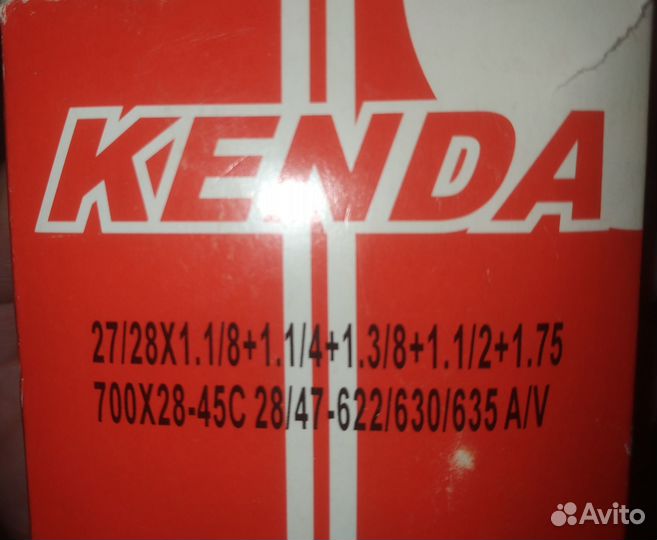 KENDA
27/28X1.1/8+1.1/4+1.3/8+1.1/2+1.75
700X28-45C 28/47-622/630/635 A/V
Avito